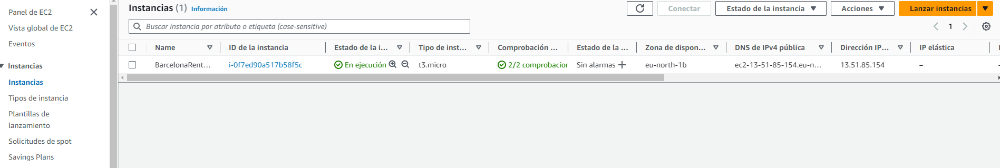 Panel de EC2
Vista global de EC2
Eventos
Instancias
Instancias
Tipos de instancia
Plantillas de
lanzamiento
Solicitudes de spot
Savings Plans
Instancias (1) Información
Conectar
Estado de la instancia
Acciones
Lanzar instancias
Buscar instancia por atributo o etiqueta (case-sensitive)
1
Name ID de la instancia Estado de la i... Tipo de inst... Comprobación ... Estado de la ... Zona de dispon... DNS de IPv4 pública Dirección IP... IP elástica
BarcelonaRent... i-0f7ed90a517b58f5c En ejecución t3.micro 2/2 comprobacior Sin alarmas eu-north-1b ec2-13-51-85-154.eu-n... 13.51.85.154 –